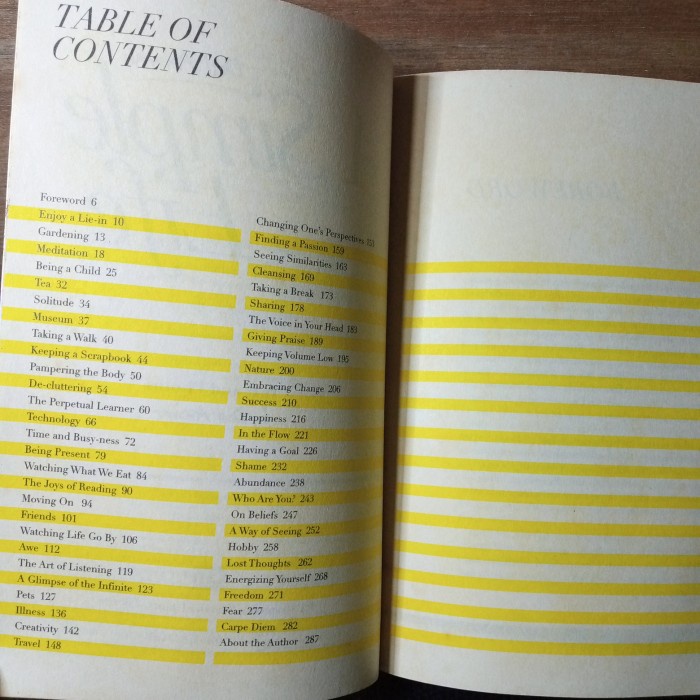 TABLE OF
CONTENTS
Foreword 6
Enjoy a Lie-in 10
Gardening 13
Meditation 18
Being a Child 25
Tea 32
Solitude 34
Museum 37
Taking a Walk 40
Keeping a Scrapbook 44
Pampering the Body 50
De-cluttering 54
The Perpetual Learner 60
Technology 66
Time and Busy-ness 72
Being Present 79
Watching What We Eat 84
The Joys of Reading 90
Moving On 94
Friends 101
Watching Life Go By 106
Awe 112
The Art of Listening 119
A Glimpse of the Infinite 123
Pets 127
Illness 136
Creativity 142
Travel 148
Changing One's Perspectives
Finding a Passion 159
Seeing Similarities 163
Cleansing 169
Taking a Break 173
Sharing 178
The Voice in Your Head 183
Giving Praise 189
Keeping Volume Low 195
Nature 200
Embracing Change 206
Success 210
Happiness 216
In the Flow 221
Having a Goal 226
Shame 232
Abundance 238
Who Are You? 243
On Beliefs 247
A Way of Seeing 252
Hobby 258
Lost Thoughts 262
Energizing Yourself 268
Freedom 271
Fear 277
Carpe Diem 282
About the Author 287